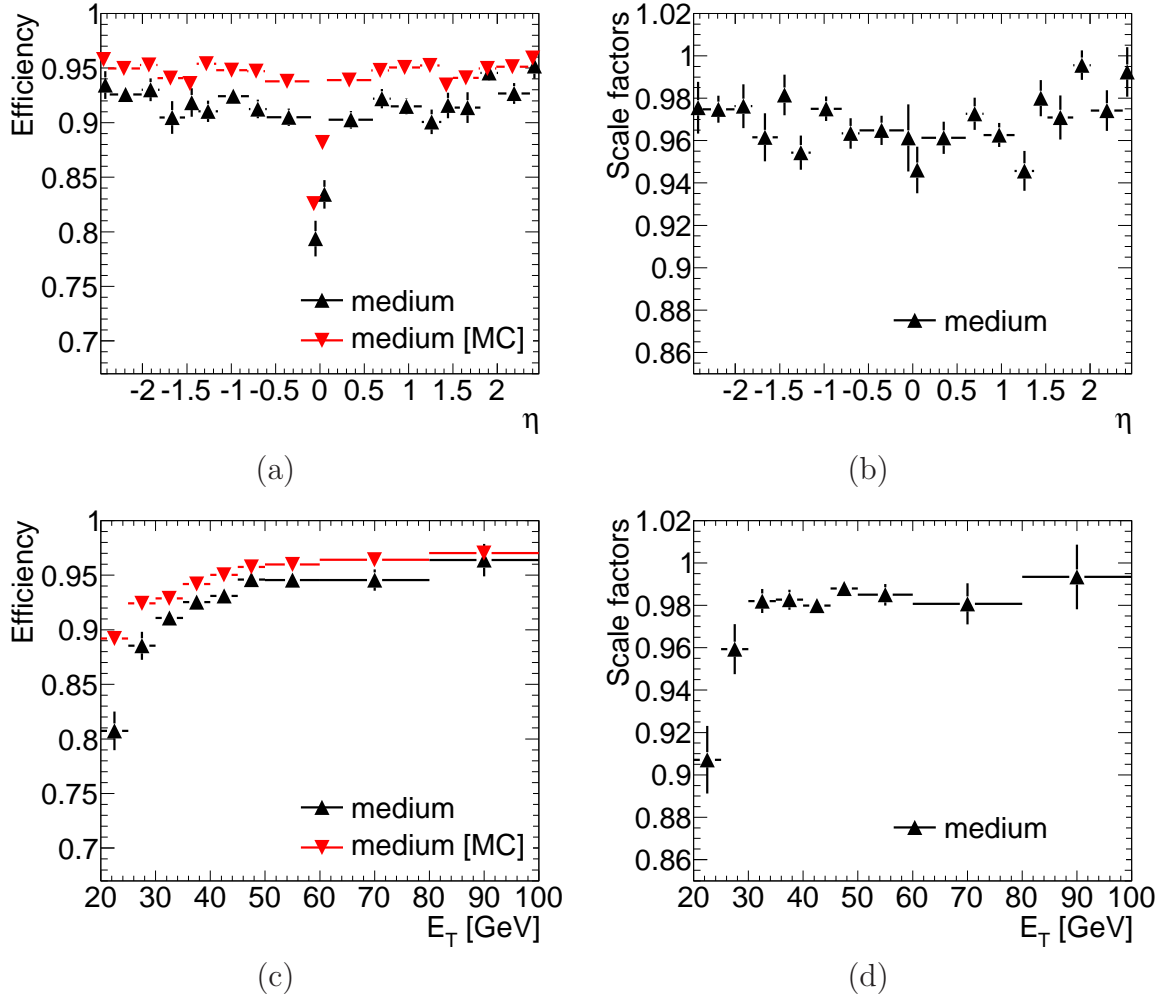 Efficiency
1
0.95
0.9
0.85
0.8
0.75
0.7
medium
medium [MC]
-2 -1.5 -1 -0.5 0 0.5 1 1.5 2
η
(a)
Scale factors
1.02
1
0.98
0.96
0.94
0.92
0.9
0.88
0.86
medium
-2 -1.5 -1 -0.5 0 0.5 1 1.5 2
η
(b)
Efficiency
1
0.95
0.9
0.85
0.8
0.75
0.7
medium
medium [MC]
20 30 40 50 60 70 80 90 100
E_T [GeV]
(c)
Scale factors
1.02
1
0.98
0.96
0.94
0.92
0.9
0.88
0.86
medium
20 30 40 50 60 70 80 90 100
E_T [GeV]
(d)